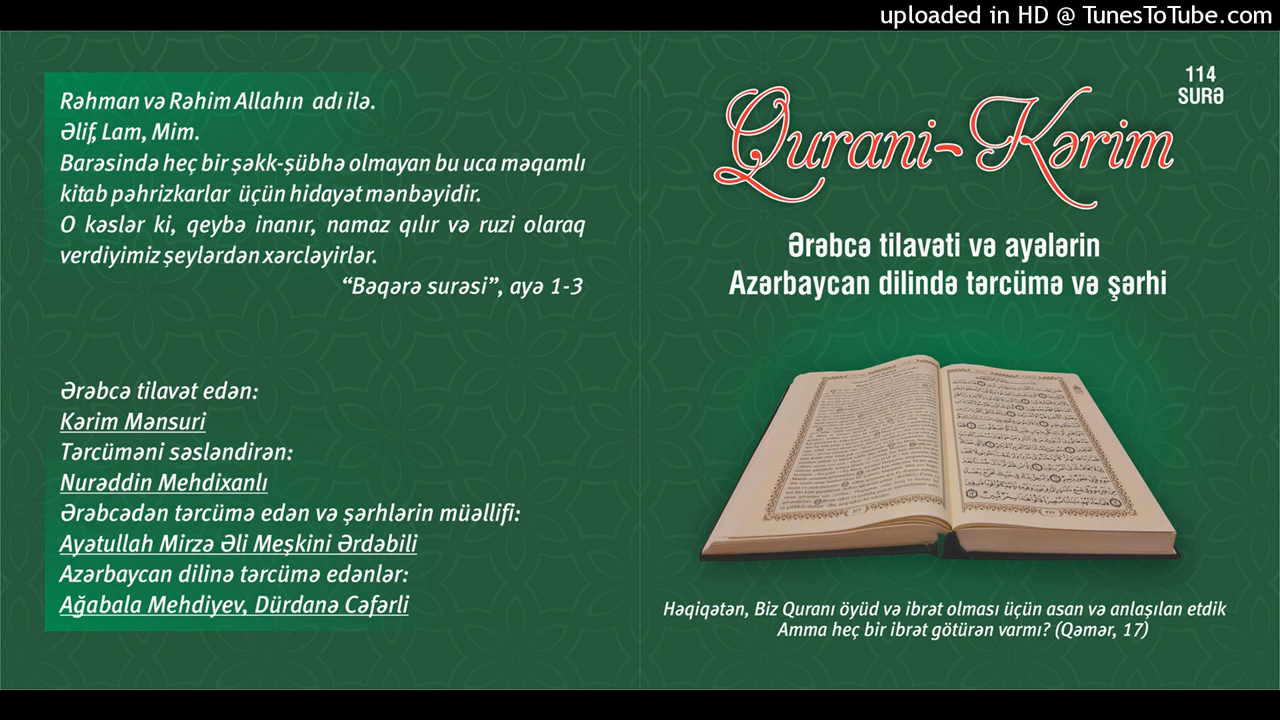 uploaded in HD @ TunesToTube.com
Rəhman və Rəhim Allahın adı ilə.
Əlif, Lam, Mim.
Barəsində heç bir şəkk-şübhə olmayan bu uca məqamlı
kitab pəhrizkarlar üçün hidayət mənbəyidir.
O kəslər ki, qeybə inanır, namaz qılır və ruzi olaraq
verdiyimiz şeylərdən xərcləyirlər.
“Bəqərə surəsi”, ayə 1-3
Ərəbcə tilavət edən:
Kərim Mənsuri
Tərcüməni səsləndirən:
Nurəddin Mehdixanlı
Ərəbcədən tərcümə edən və şərhlərin müəllifi:
Ayətullah Mirzə Əli Meşkini Ərdəbili
Azərbaycan dilinə tərcümə edənlər:
Ağabala Mehdiyev, Dürdanə Cəfərli
114
SURƏ
Qurani-Kərim
Ərəbcə tilavəti və ayələrin
Azərbaycan dilində tərcümə və şərhi
Həqiqətən, Biz Quranı öyüd və ibrət olması üçün asan və anlaşılan etdik
Amma heç bir ibrət götürən varmı? (Qəmər, 17)